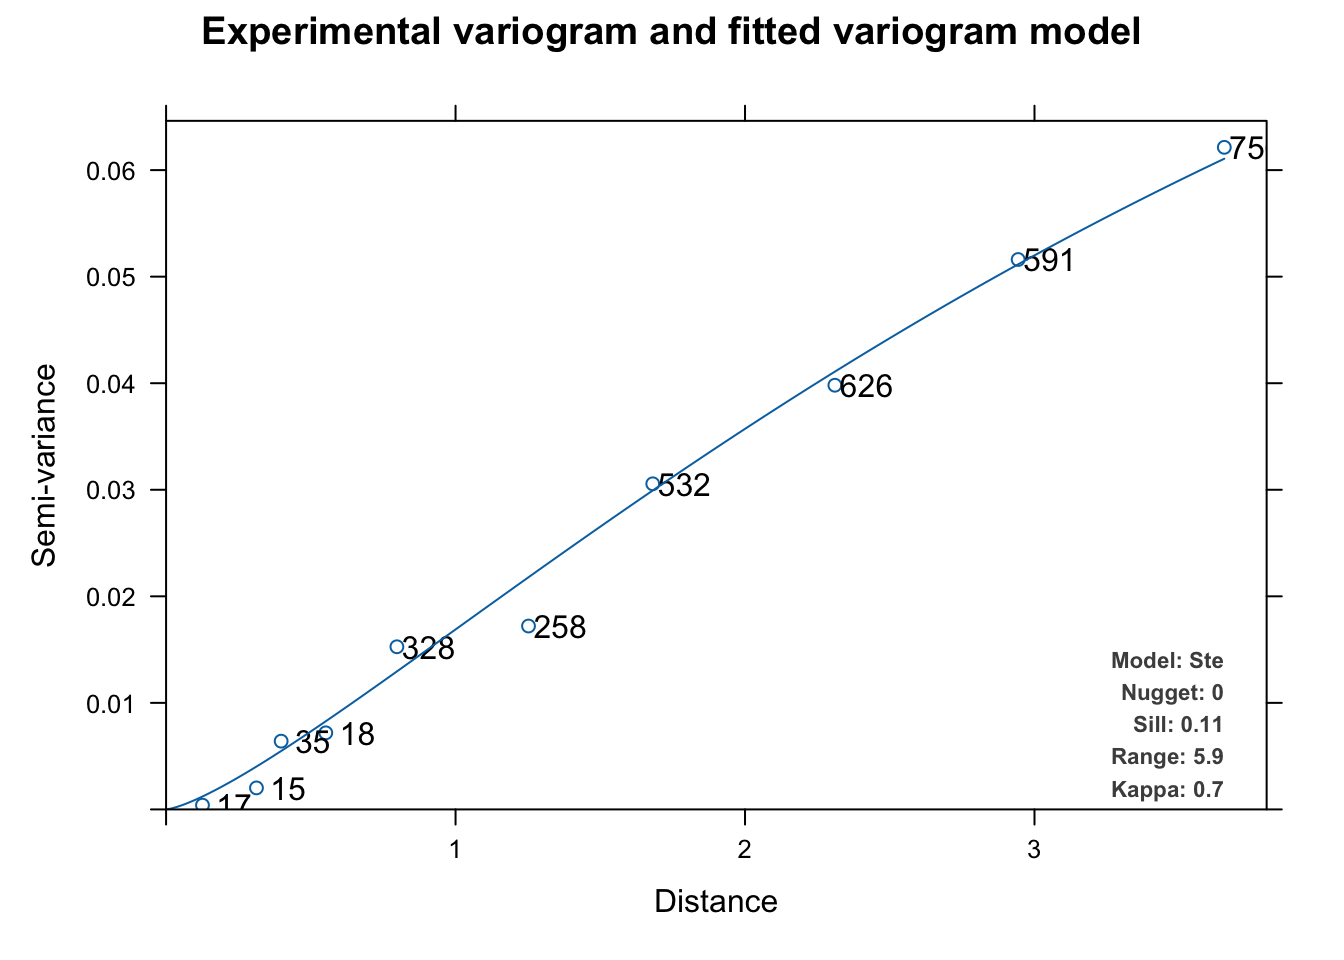 Experimental variogram and fitted variogram model
Semi-variance
0.06
0.05
0.04
0.03
0.02
0.01
75
591
626
532
258
328
18
35
15
17
Model: Ste
Nugget: 0
Sill: 0.11
Range: 5.9
Kappa: 0.7
1
2
3
Distance